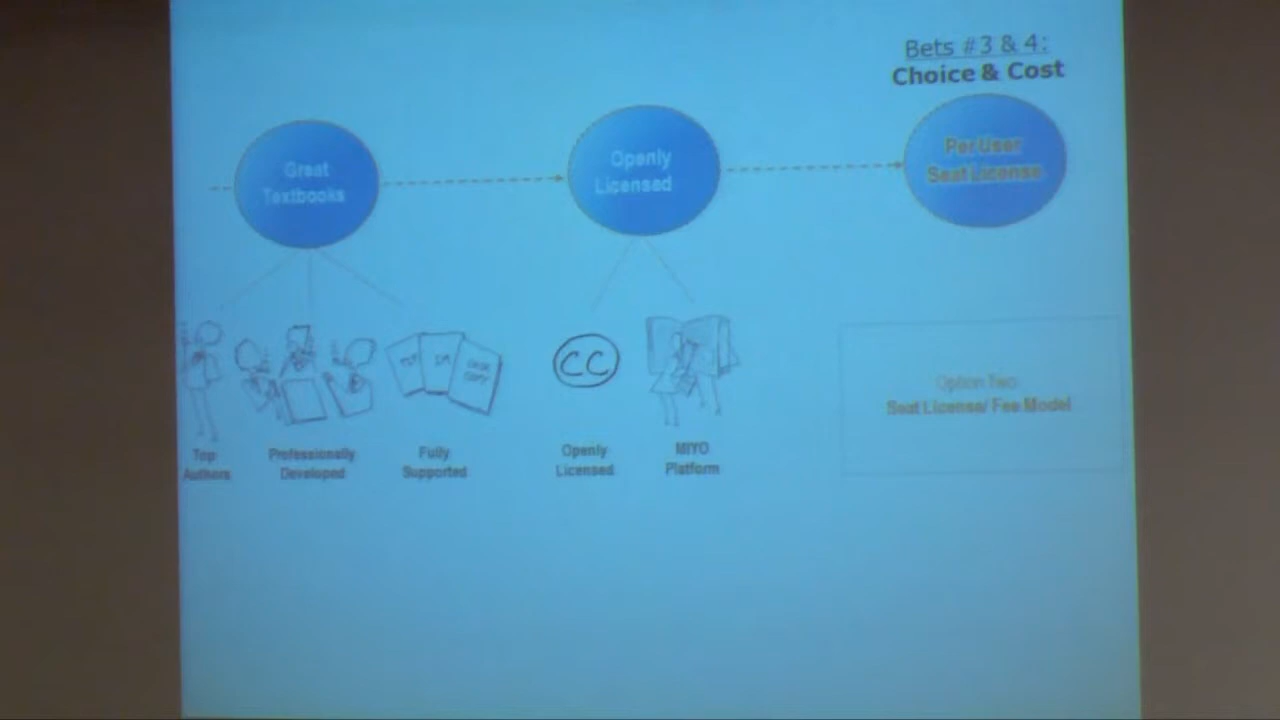 Bets #3 & 4:
Choice & Cost
Great
Textbooks
Openly
Licensed
Per User
Seat License
CC
Top
Authors
Professionally
Developed
Fully
Supported
Openly
Licensed
MIYO
Platform
Option Two
Seat License/ Fee Model